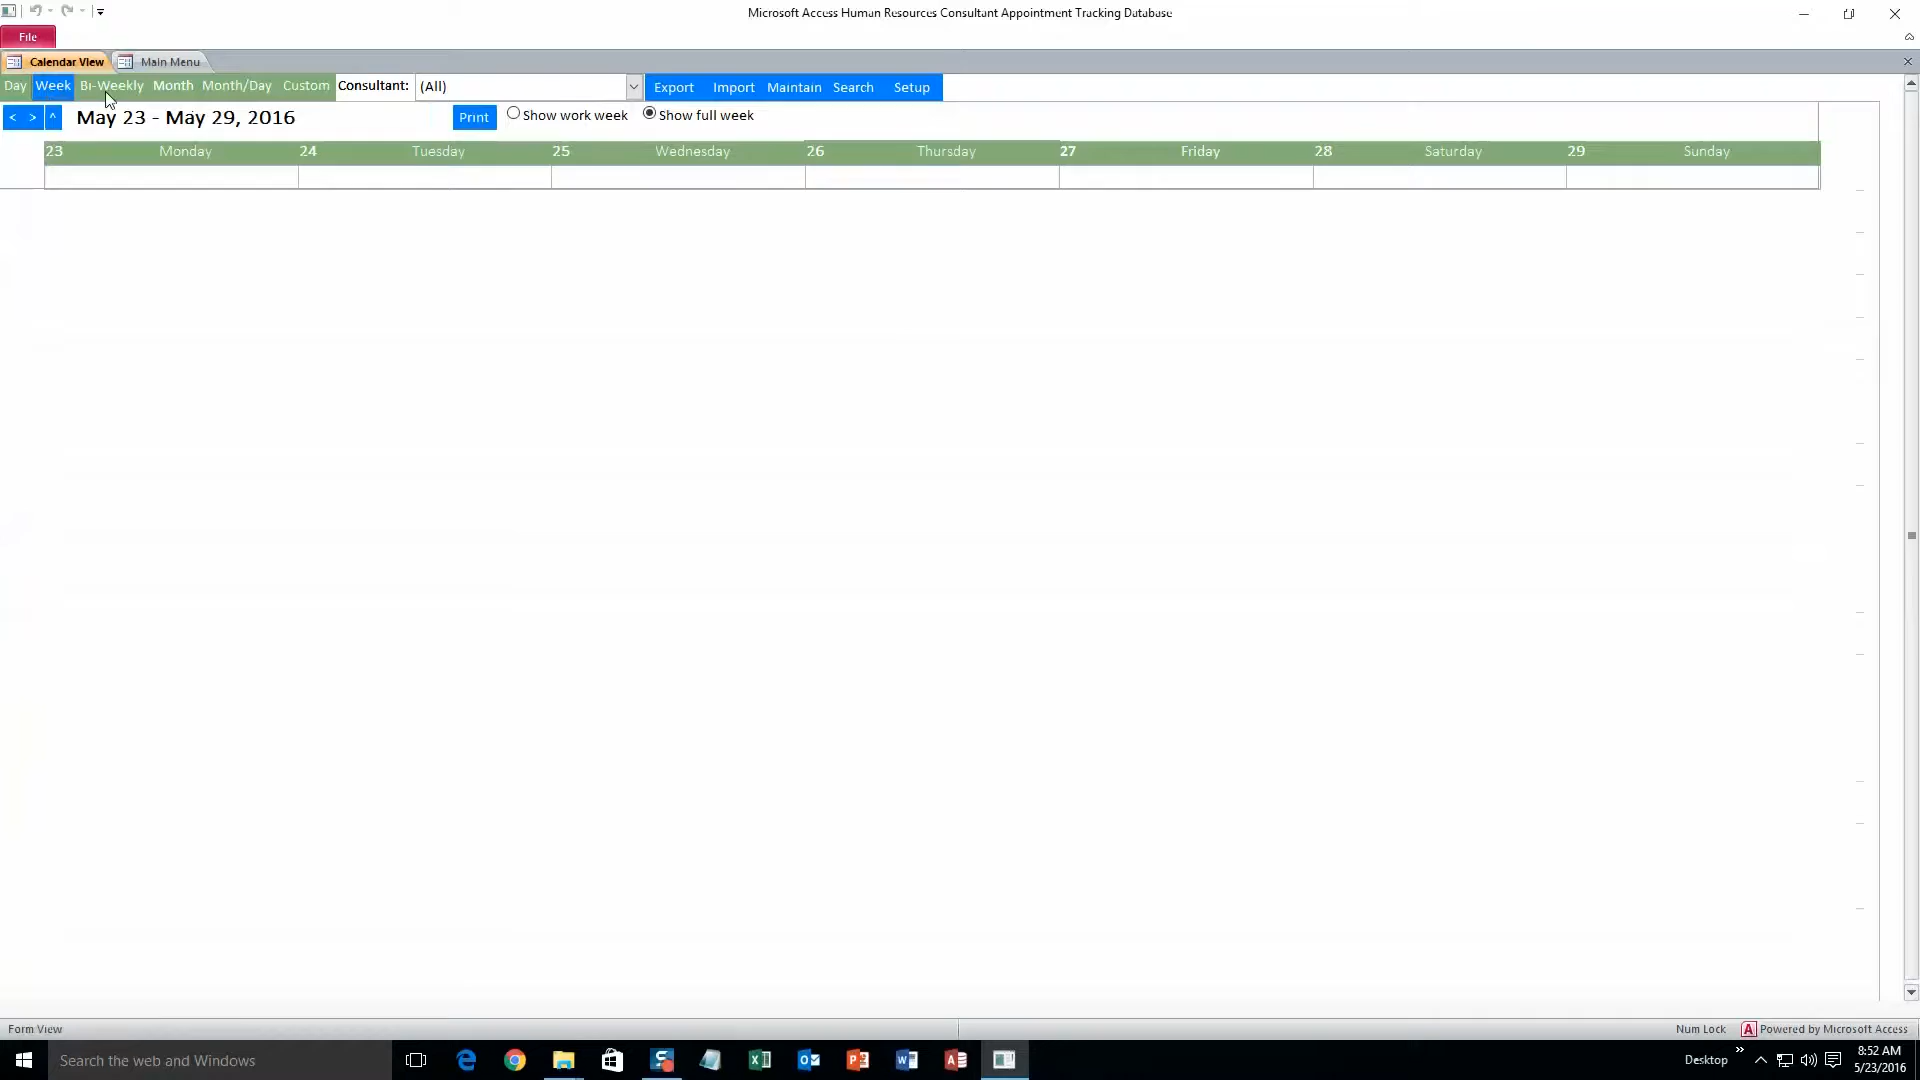 Microsoft Access Human Resources Consultant Appointment Tracking Database
File
Calendar View Main Menu
Day Week Bi-Weekly Month Month/Day Custom Consultant: (All) Export Import Maintain Search Setup
< > ^ May 23 - May 29, 2016 Print Show work week Show full week
23 Monday 24 Tuesday 25 Wednesday 26 Thursday 27 Friday 28 Saturday 29 Sunday
Form View Num Lock A Powered by Microsoft Access
Search the web and Windows Desktop 8:52 AM
5/23/2016